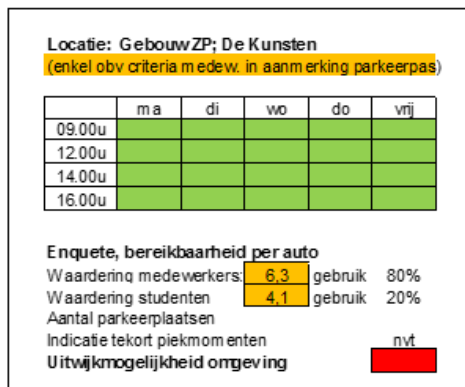 Locatie: Gebouw ZP; De Kunsten
(enkel obv criteria medew. in aanmerking parkeerpas)
ma di wo do vrij
09.00u
12.00u
14.00u
16.00u
Enquete, bereikbaarheid per auto
Waardering medewerkers: 6,3 gebruik 80%
Waardering studenten 4,1 gebruik 20%
Aantal parkeerplaatsen
Indicatie tekort piekmomenten nvt
Uitwijkmogelijkheid omgeving